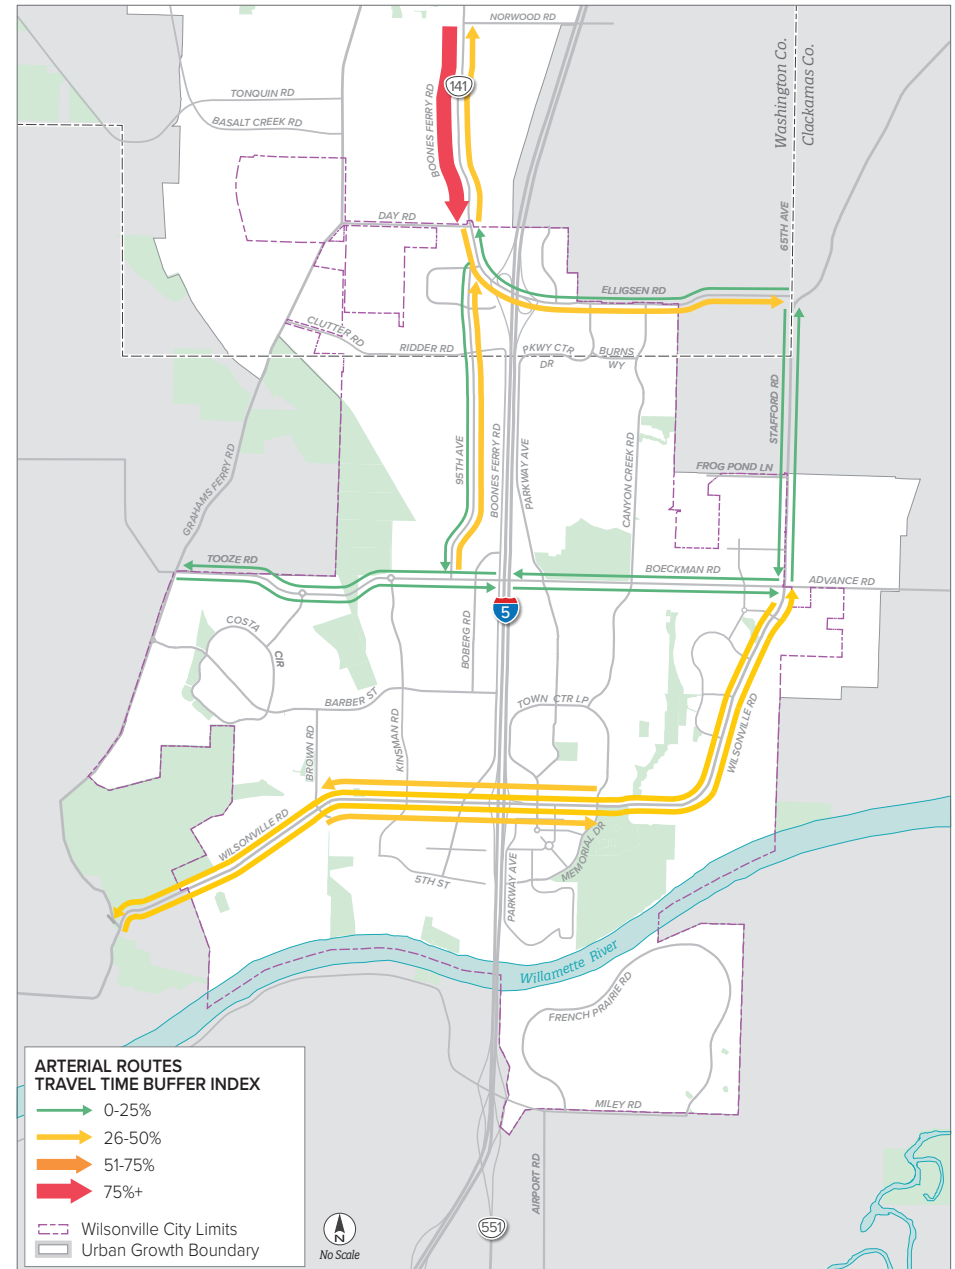 NORWOOD RD
Washington Co.
Clackamas Co.
141
BOONES FERRY RD
TONQUIN RD
BASALT CREEK RD
DAY RD
65TH AVE
ELLIGSEN RD
CLUTTER RD
RIDDER RD
PKWY CTR
DR
BURNS
WY
STAFFORD RD
95TH AVE
BOONES FERRY RD
PARKWAY AVE
CANYON CREEK RD
FROG POND LN
GRAHAMS FERRY RD
TOOZE RD
BOECKMAN RD
ADVANCE RD
5
COSTA
CIR
BOBERG RD
BARBER ST
TOWN CTR LP
BROWN RD
KINSMAN RD
WILSONVILLE RD
WILSONVILLE RD
MEMORIAL DR
5TH ST
PARKWAY AVE
Willamette River
FRENCH PRAIRIE RD
MILEY RD
AIRPORT RD
551
ARTERIAL ROUTES
TRAVEL TIME BUFFER INDEX
0-25%
26-50%
51-75%
75%+
Wilsonville City Limits
Urban Growth Boundary
N
No Scale